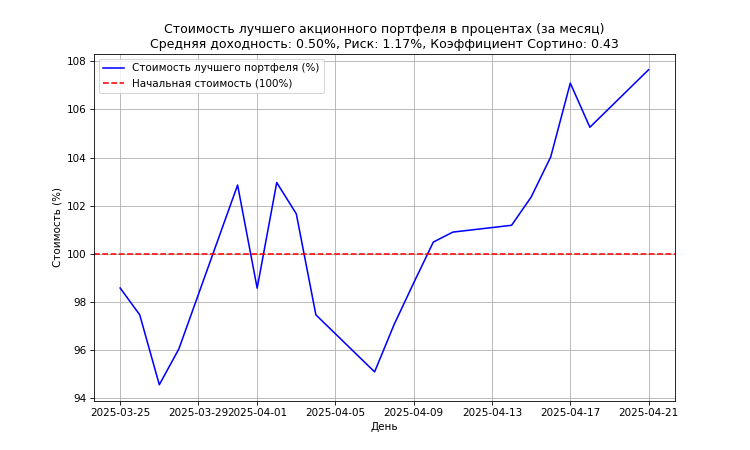 Стоимость лучшего акционного портфеля в процентах (за месяц)
Средняя доходность: 0.50%, Риск: 1.17%, Коэффициент Сортино: 0.43
Стоимость лучшего портфеля (%)
Начальная стоимость (100%)
Стоимость (%)
108
106
104
102
100
98
96
94
2025-03-25 2025-03-29 2025-04-01 2025-04-05 2025-04-09 2025-04-13 2025-04-17 2025-04-21
День